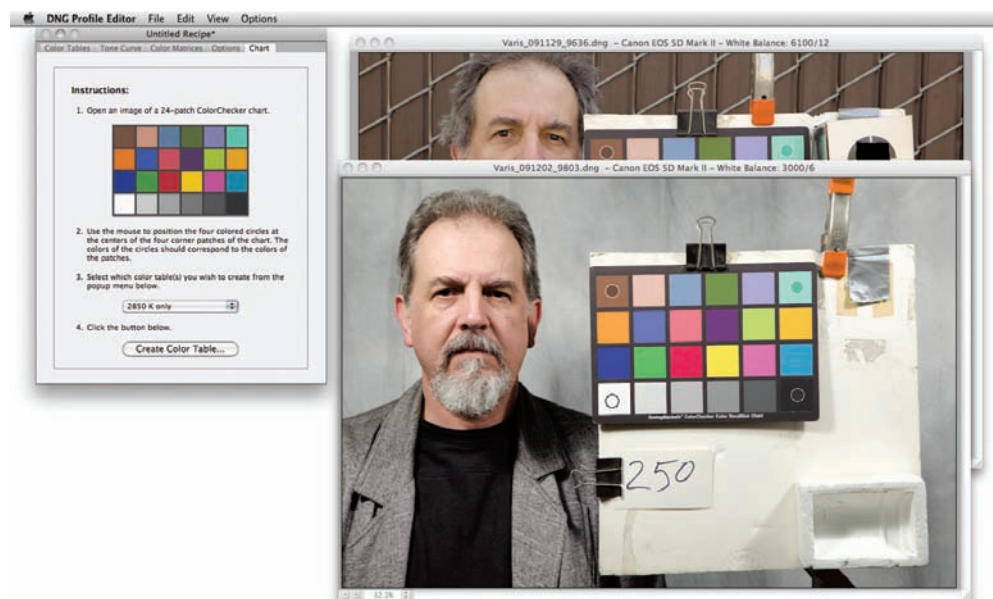 DNG Profile Editor File Edit View Options
Untitled Recipe*
Color Tables Tone Curve Color Matrices Options Chart
Instructions:
1. Open an image of a 24-patch ColorChecker chart.
2. Use the mouse to position the four colored circles at
the centers of the four corner patches of the chart. The
colors of the circles should correspond to the colors of
the patches.
3. Select which color table(s) you wish to create from the
popup menu below.
2850 K only
4. Click the button below.
Create Color Table...
Varis_091129_9636.dng - Canon EOS 5D Mark II - White Balance: 6100/12
Varis_091202_9803.dng - Canon EOS 5D Mark II - White Balance: 3000/6
ColorChecker Color Rendition Chart
250